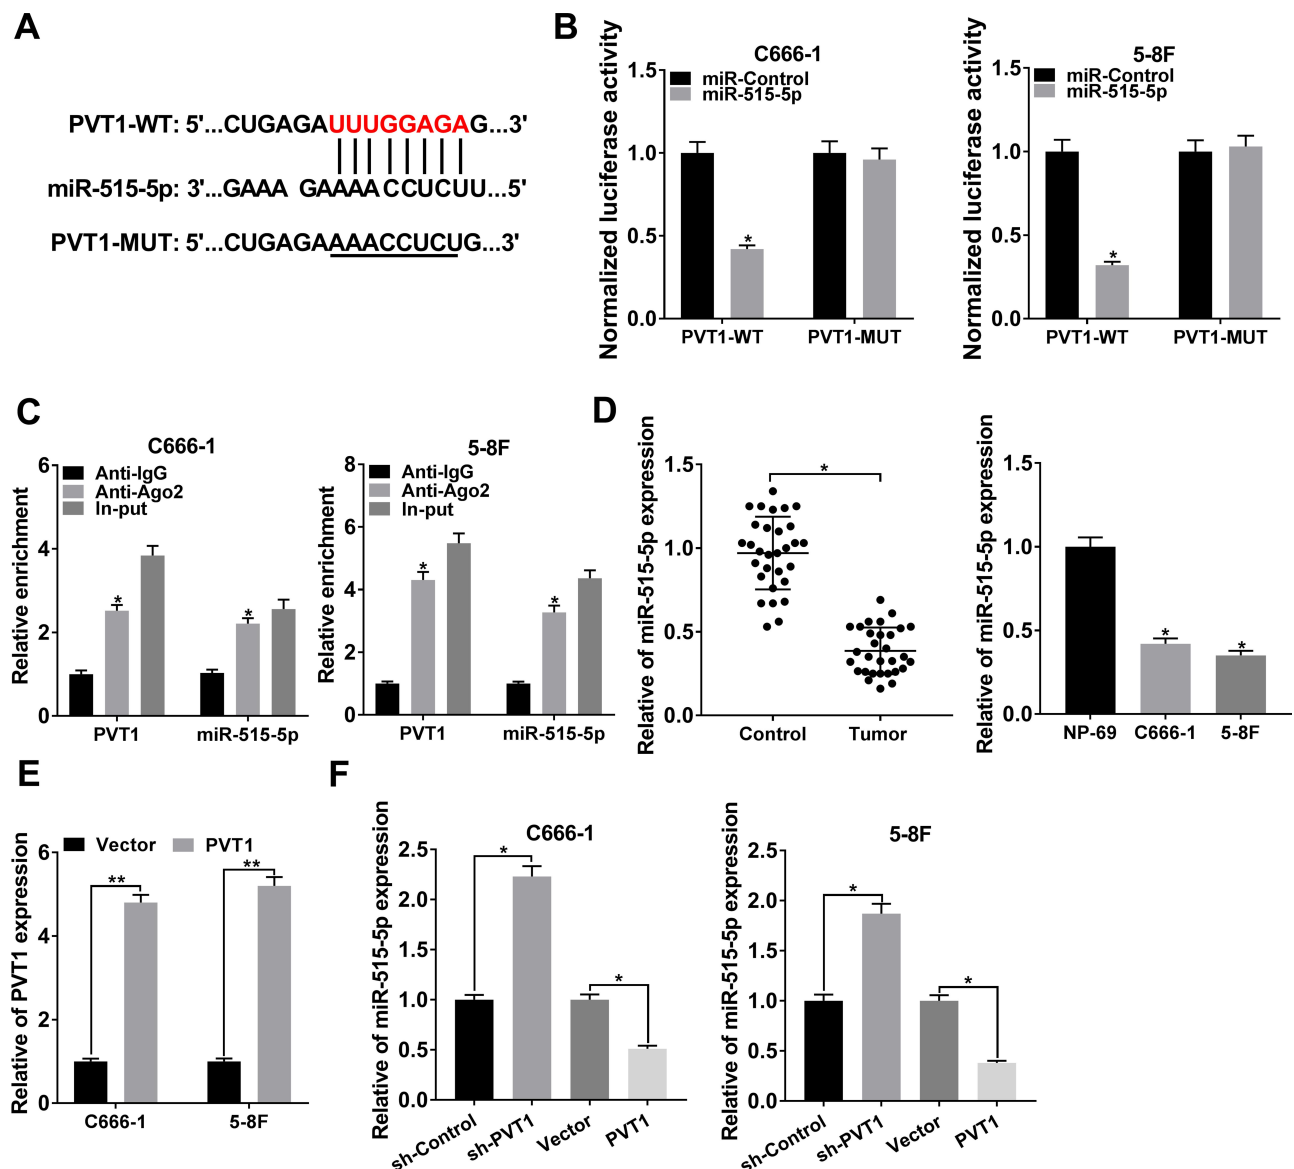 A
PVT1-WT: 5'...CUGAGAUUUGGAGAG...3'
miR-515-5p: 3'...GAAA GAAAACCUCUUU...5'
PVT1-MUT: 5'...CUGAGAAAACCUCUG...3'
B
C666-1
miR-Control
miR-515-5p
Normalized luciferase activity
1.5
1.0
0.5
0.0
*
PVT1-WT
PVT1-MUT
5-8F
miR-Control
miR-515-5p
Normalized luciferase activity
1.5
1.0
0.5
0.0
*
PVT1-WT
PVT1-MUT
C
C666-1
Anti-IgG
Anti-Ago2
In-put
Relative enrichment
6
4
2
0
*
*
PVT1
miR-515-5p
5-8F
Anti-IgG
Anti-Ago2
In-put
Relative enrichment
8
6
4
2
0
*
*
PVT1
miR-515-5p
D
Relative of miR-515-5p expression
1.5
1.0
0.5
0.0
*
Control
Tumor
Relative of miR-515-5p expression
1.5
1.0
0.5
0.0
*
*
NP-69
C666-1
5-8F
E
Vector
PVT1
Relative of PVT1 expression
6
4
2
0
**
**
C666-1
5-8F
F
C666-1
Relative of miR-515-5p expression
2.5
2.0
1.5
1.0
0.5
0.0
*
*
sh-Control
sh-PVT1
Vector
PVT1
5-8F
Relative of miR-515-5p expression
2.5
2.0
1.5
1.0
0.5
0.0
*
*
sh-Control
sh-PVT1
Vector
PVT1